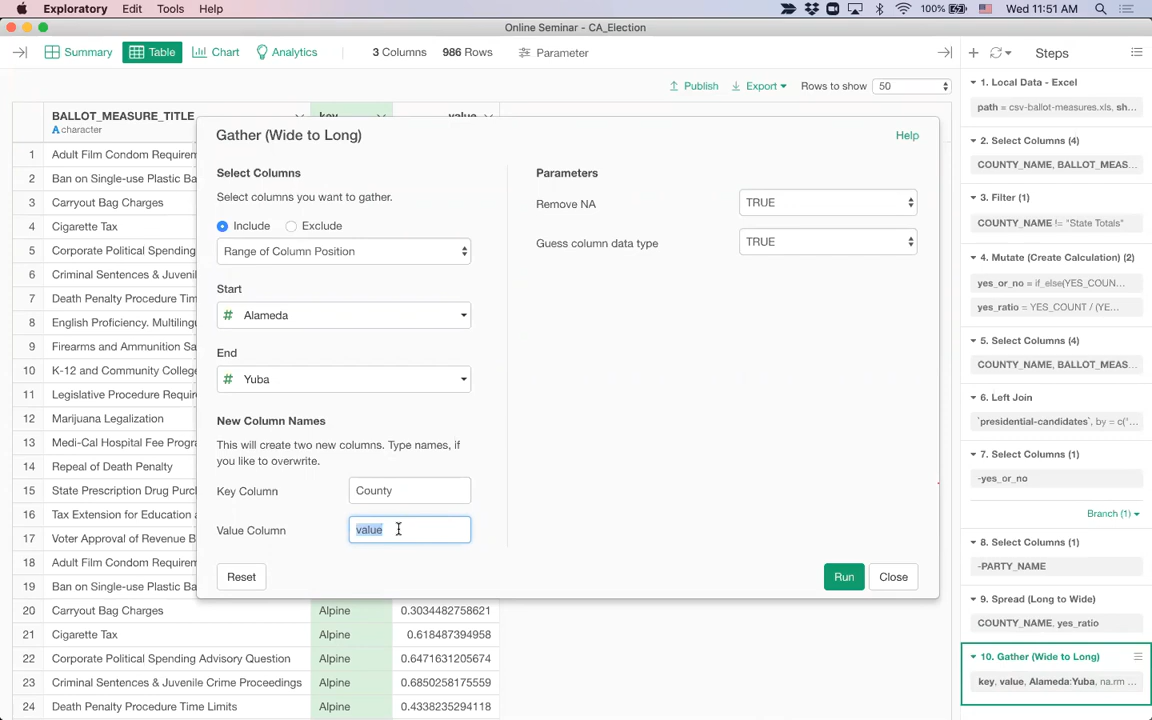 Exploratory Edit Tools Help 100% Wed 11:51 AM
Online Seminar - CA_Election
Summary Table Chart Analytics 3 Columns 986 Rows Parameter Steps
Publish Export Rows to show 50
BALLOT_MEASURE_TITLE key value
A character
1 Adult Film Condom Requirem
2 Ban on Single-use Plastic Ba
3 Carryout Bag Charges
4 Cigarette Tax
5 Corporate Political Spending
6 Criminal Sentences & Juvenil
7 Death Penalty Procedure Tim
8 English Proficiency. Multilingu
9 Firearms and Ammunition Sa
10 K-12 and Community College
11 Legislative Procedure Requir
12 Marijuana Legalization
13 Medi-Cal Hospital Fee Progra
14 Repeal of Death Penalty
15 State Prescription Drug Purc
16 Tax Extension for Education a
17 Voter Approval of Revenue B
18 Adult Film Condom Requirem
19 Ban on Single-use Plastic Ba
20 Carryout Bag Charges Alpine 0.3034482758621
21 Cigarette Tax Alpine 0.618487394958
22 Corporate Political Spending Advisory Question Alpine 0.6471631205674
23 Criminal Sentences & Juvenile Crime Proceedings Alpine 0.6850258175559
24 Death Penalty Procedure Time Limits Alpine 0.4338235294118
Gather (Wide to Long) Help
Select Columns
Select columns you want to gather.
Include Exclude
Range of Column Position
Start
# Alameda
End
# Yuba
New Column Names
This will create two new columns. Type names, if
you like to overwrite.
Key Column County
Value Column value
Parameters
Remove NA TRUE
Guess column data type TRUE
Reset Run Close
1. Local Data - Excel
path = csv-ballot-measures.xls, sh...
2. Select Columns (4)
COUNTY_NAME, BALLOT_MEAS...
3. Filter (1)
COUNTY_NAME != "State Totals"
4. Mutate (Create Calculation) (2)
yes_or_no = if_else(YES_COUN...
yes_ratio = YES_COUNT / (YE...
5. Select Columns (4)
COUNTY_NAME, BALLOT_MEAS...
6. Left Join
`presidential-candidates`, by = c('...
7. Select Columns (1)
-yes_or_no
Branch (1)
8. Select Columns (1)
-PARTY_NAME
9. Spread (Long to Wide)
COUNTY_NAME, yes_ratio
10. Gather (Wide to Long)
key, value, Alameda:Yuba, na.rm ...